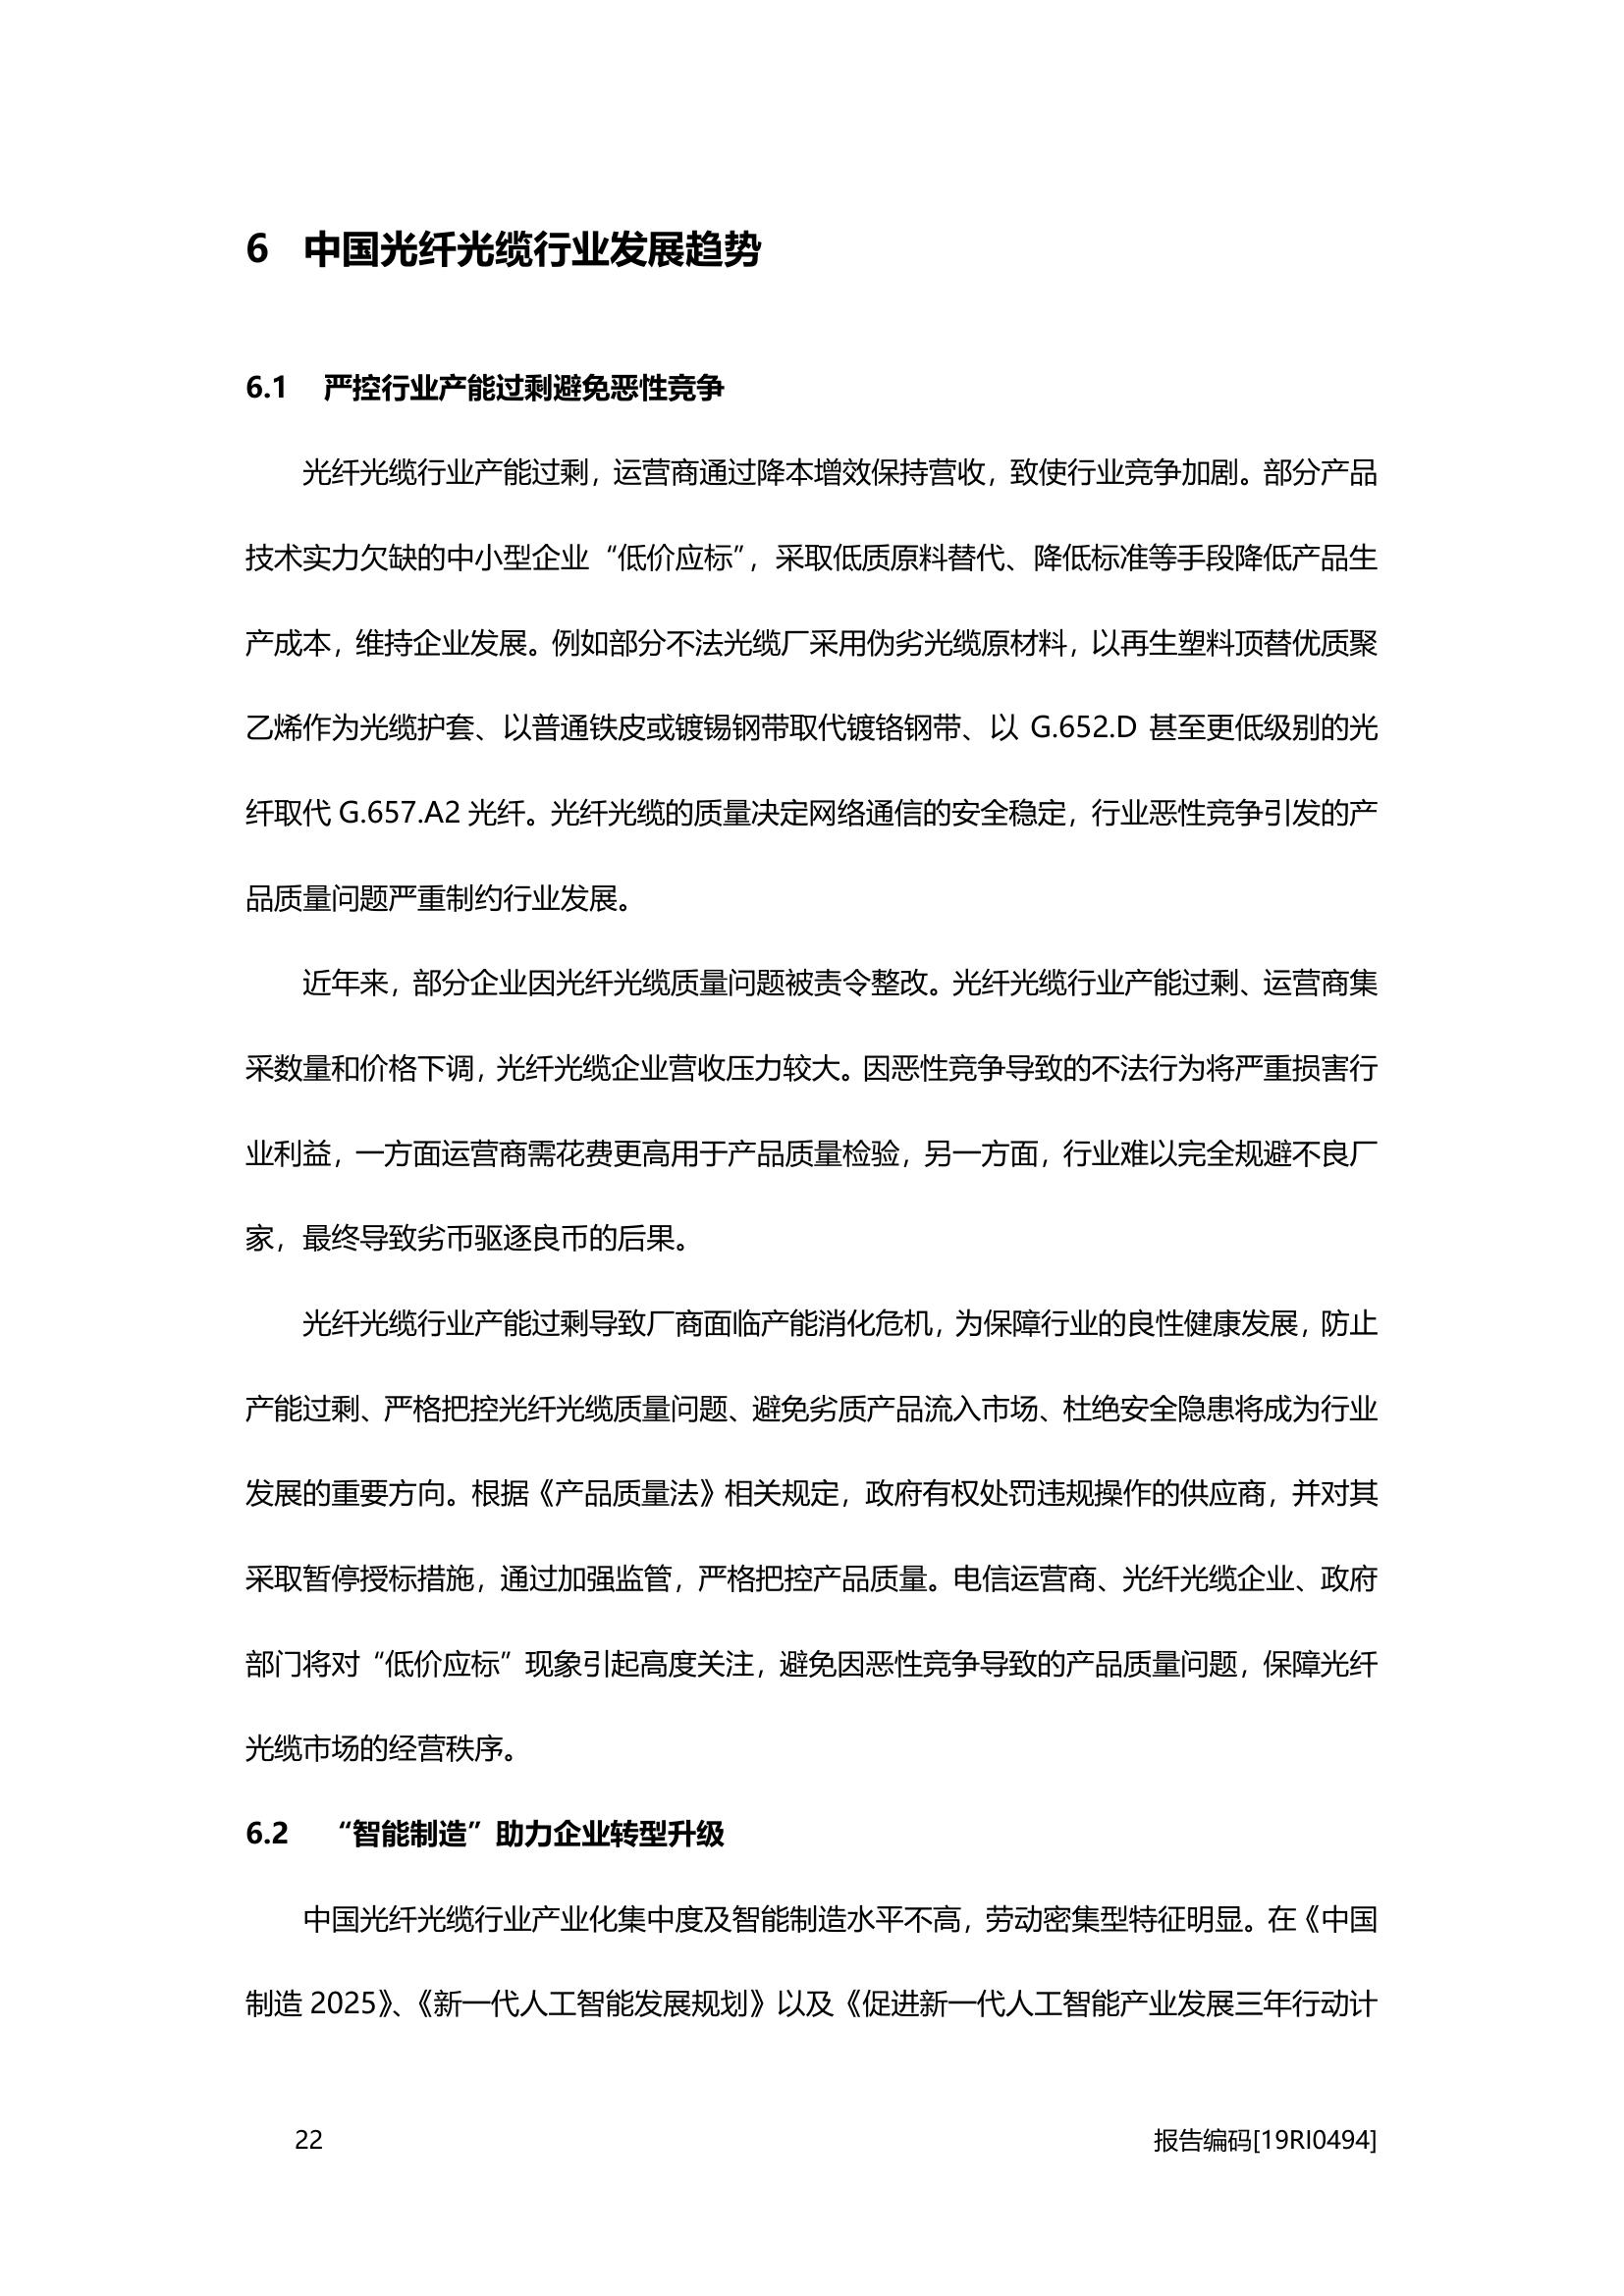 6 中国光纤光缆行业发展趋势
6.1 严控行业产能过剩避免恶性竞争
光纤光缆行业产能过剩，运营商通过降本增效保持营收，致使行业竞争加剧。部分产品
技术实力欠缺的中小型企业“低价应标”，采取低质原料替代、降低标准等手段降低产品生
产成本，维持企业发展。例如部分不法光缆厂采用伪劣光缆原材料，以再生塑料顶替优质聚
乙烯作为光缆护套、以普通铁皮或镀锡钢带取代镀铬钢带、以 G.652.D 甚至更低级别的光
纤取代 G.657.A2 光纤。光纤光缆的质量决定网络通信的安全稳定，行业恶性竞争引发的产
品质量问题严重制约行业发展。
近年来，部分企业因光纤光缆质量问题被责令整改。光纤光缆行业产能过剩、运营商集
采数量和价格下调，光纤光缆企业营收压力较大。因恶性竞争导致的不法行为将严重损害行
业利益，一方面运营商需花费更高用于产品质量检验，另一方面，行业难以完全规避不良厂
家，最终导致劣币驱逐良币的后果。
光纤光缆行业产能过剩导致厂商面临产能消化危机，为保障行业的良性健康发展，防止
产能过剩、严格把控光纤光缆质量问题、避免劣质产品流入市场、杜绝安全隐患将成为行业
发展的重要方向。根据《产品质量法》相关规定，政府有权处罚违规操作的供应商，并对其
采取暂停授标措施，通过加强监管，严格把控产品质量。电信运营商、光纤光缆企业、政府
部门将对“低价应标”现象引起高度关注，避免因恶性竞争导致的产品质量问题，保障光纤
光缆市场的经营秩序。
6.2 “智能制造”助力企业转型升级
中国光纤光缆行业产业化集中度及智能制造水平不高，劳动密集型特征明显。在《中国
制造 2025》、《新一代人工智能发展规划》以及《促进新一代人工智能产业发展三年行动计
22 报告编码[19RI0494]